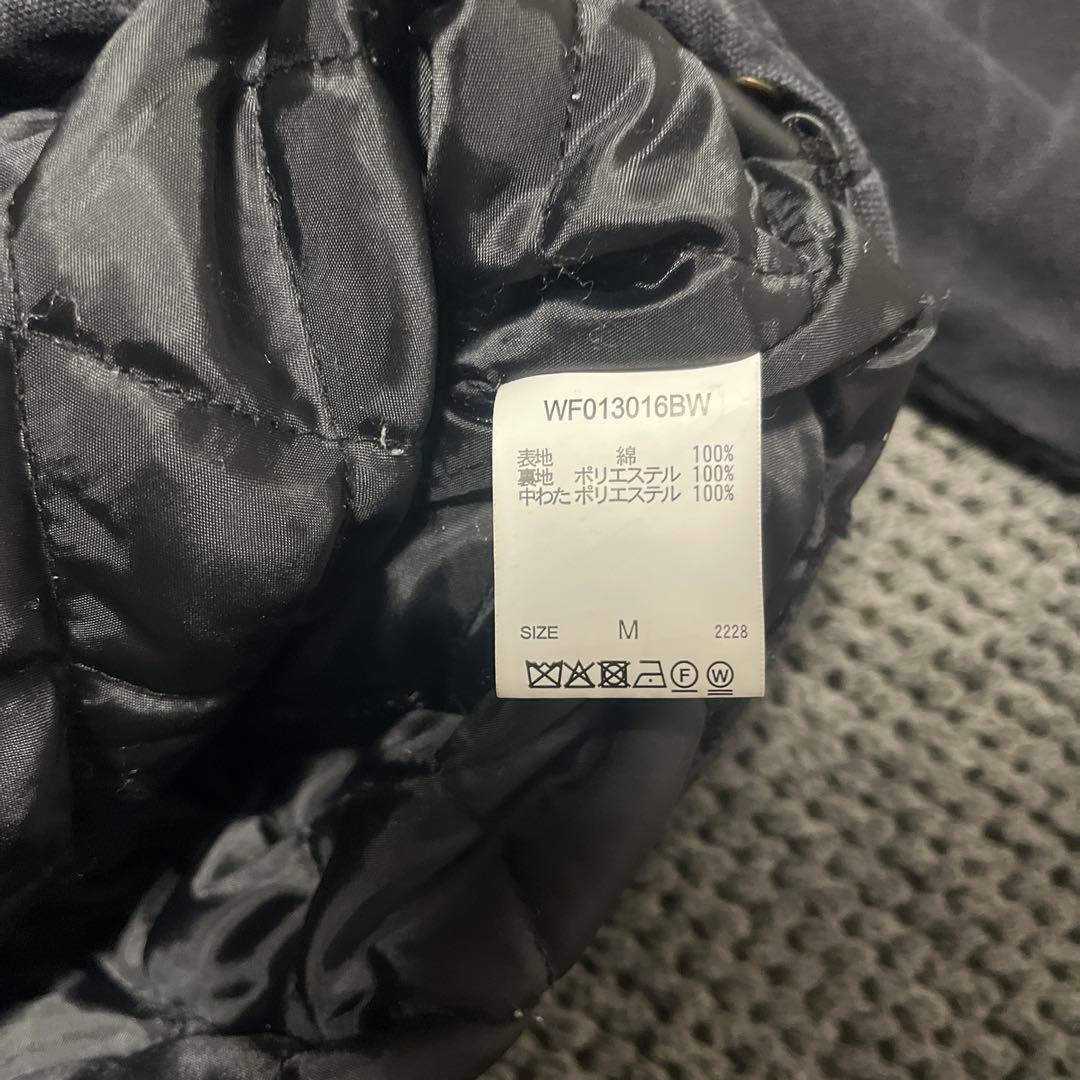 WF013016BW
表地 綿 100%
裏地 ポリエステル 100%
中わた ポリエステル 100%
SIZE M 2228
F W